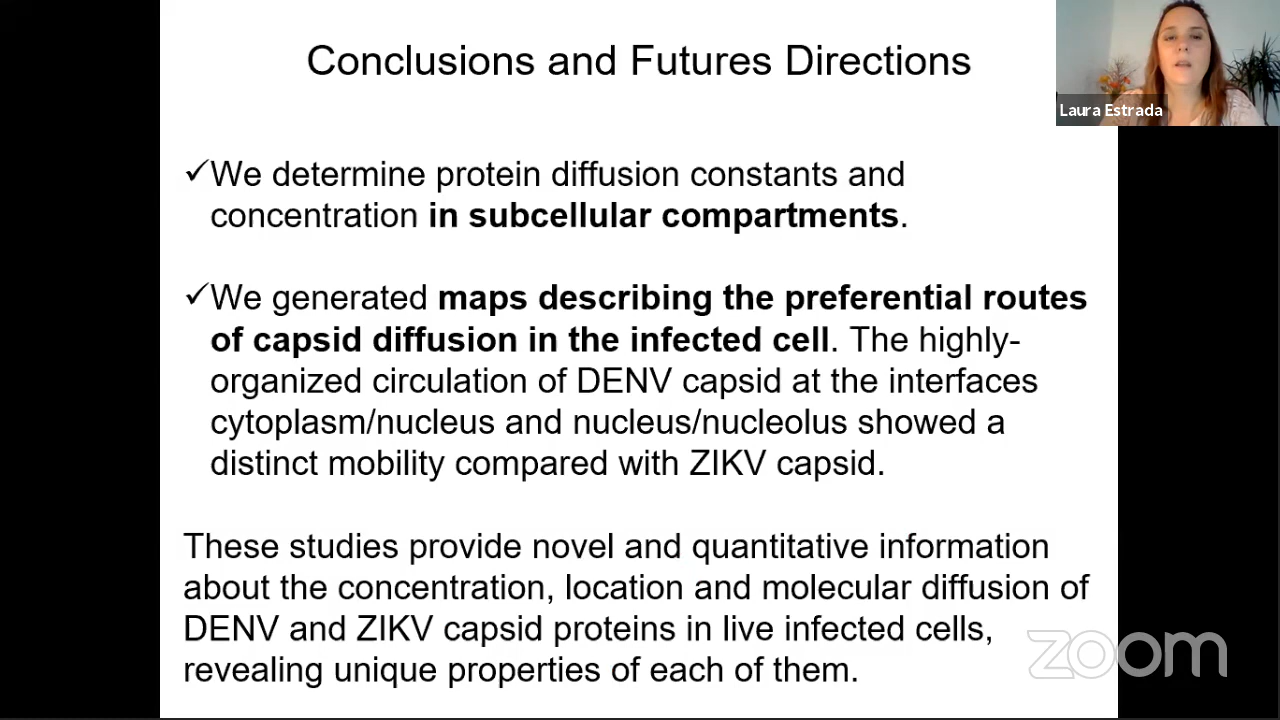 Conclusions and Futures Directions
Laura Estrada
✓We determine protein diffusion constants and
concentration in subcellular compartments.
✓We generated maps describing the preferential routes
of capsid diffusion in the infected cell. The highly-
organized circulation of DENV capsid at the interfaces
cytoplasm/nucleus and nucleus/nucleolus showed a
distinct mobility compared with ZIKV capsid.
These studies provide novel and quantitative information
about the concentration, location and molecular diffusion of
DENV and ZIKV capsid proteins in live infected cells,
revealing unique properties of each of them.
zoom